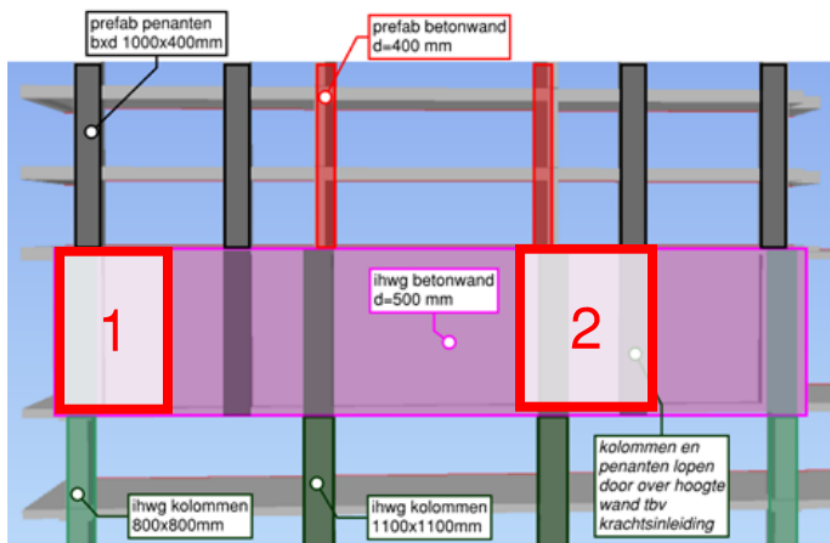 prefab penanten
bxd 1000x400mm
prefab betonwand
d=400 mm
ihwg betonwand
d=500 mm
1
2
kolommen en
penanten lopen
door over hoogte
wand tbv
krachtsinleiding
ihwg kolommen
800x800mm
ihwg kolommen
1100x1100mm